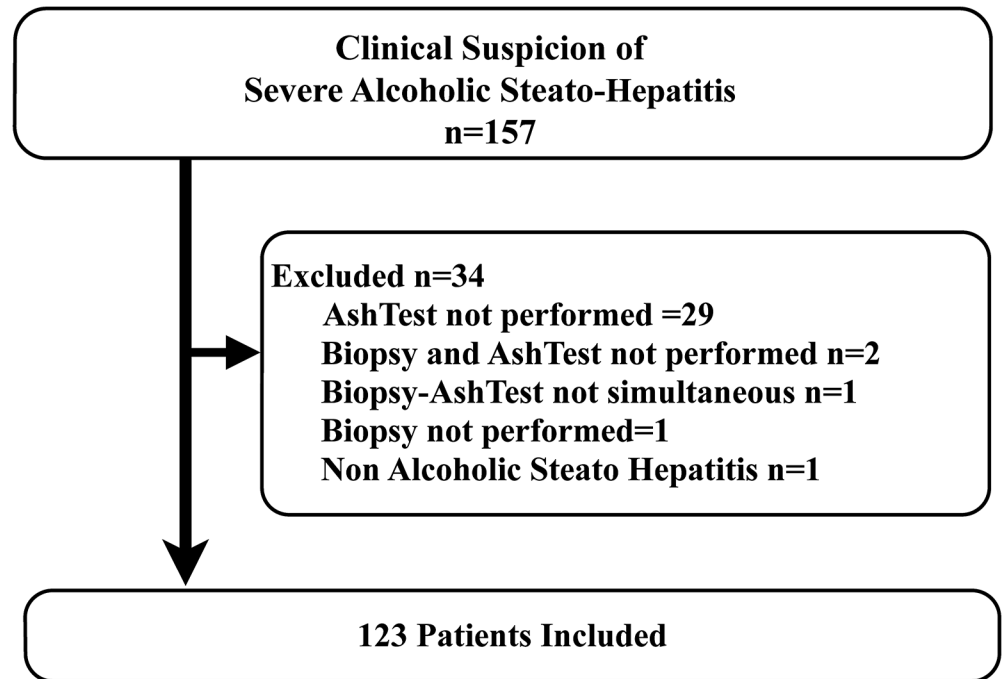 Clinical Suspicion of
Severe Alcoholic Steato-Hepatitis
n=157
Excluded n=34
AshTest not performed =29
Biopsy and AshTest not performed n=2
Biopsy-AshTest not simultaneous n=1
Biopsy not performed=1
Non Alcoholic Steato Hepatitis n=1
123 Patients Included